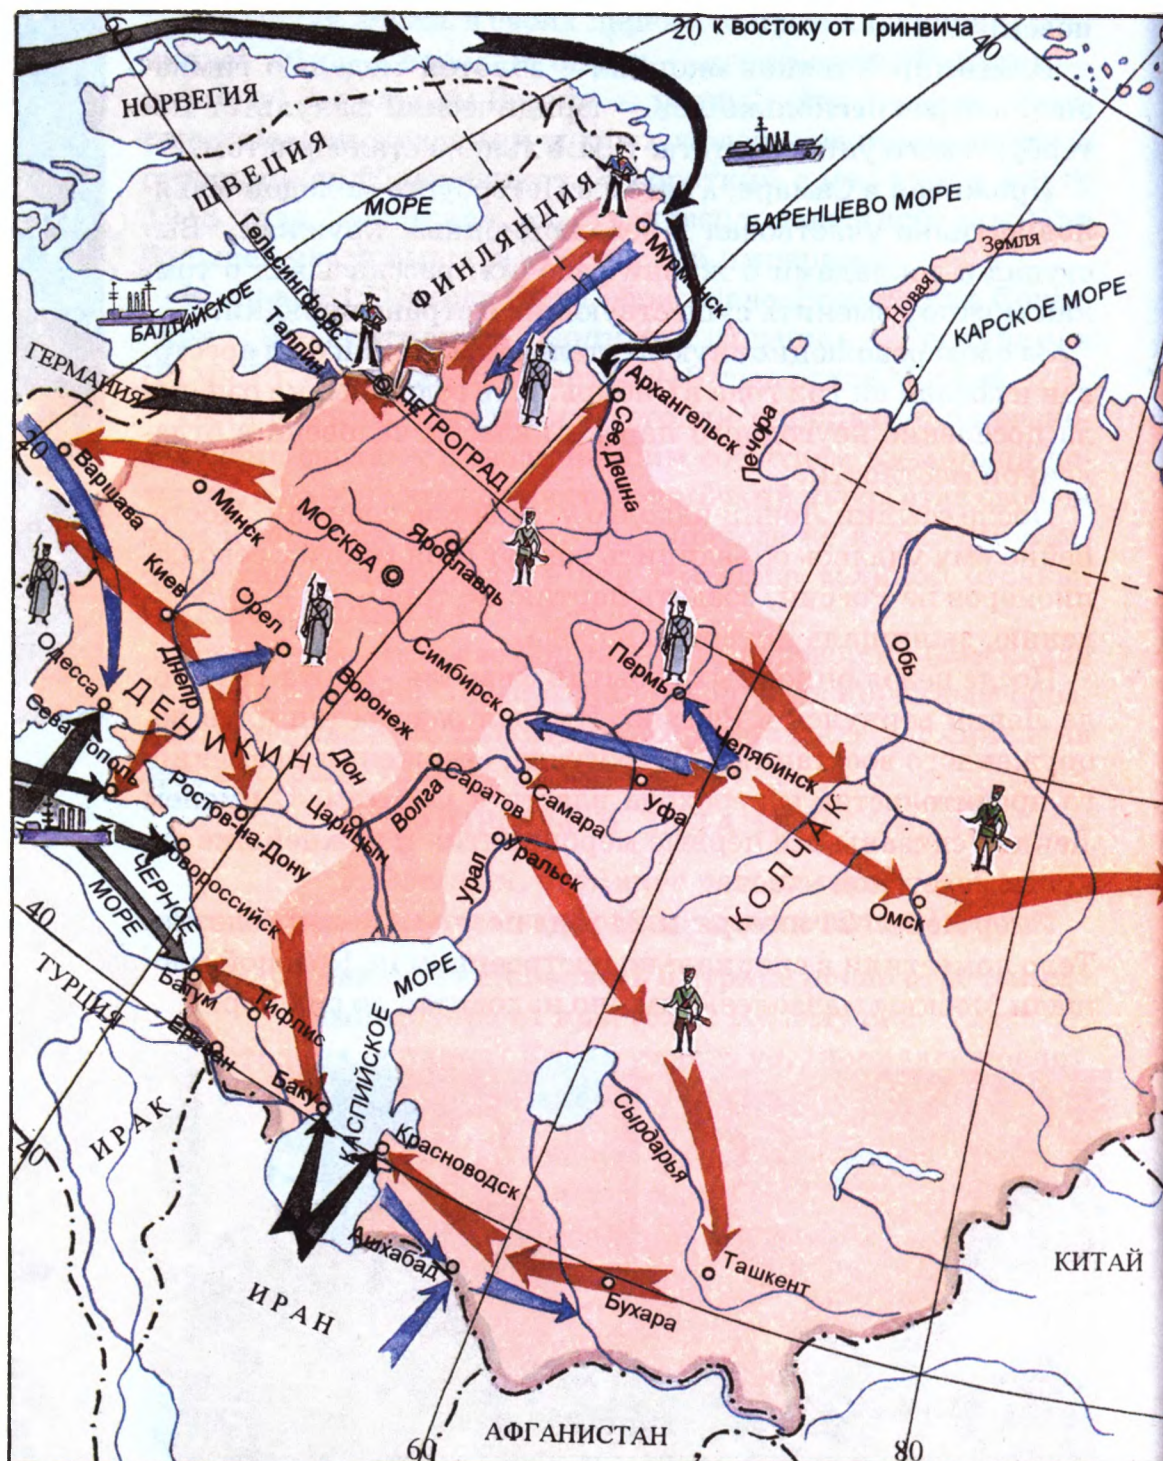 60
20 к востоку от Гринвича
40
НОРВЕГИЯ
ШВЕЦИЯ
МОРЕ
ФИНЛЯНДИЯ
БАРЕНЦЕВО МОРЕ
Новая
Земля
КАРСКОЕ МОРЕ
Мурманск
Гельсингфорс
БАЛТИЙСКОЕ
Таллин
ГЕРМАНИЯ
ПЕТРОГРАД
Архангельск
Сев Двина
Печора
20
Варшава
Минск
МОСКВА
Ярославль
Киев
Орел
Обь
Одесса
Днепр
Симбирск
Пермь
Воронеж
Севастополь
ДЕНИКИН
Дон
Челябинск
Ростов-на-Дону
Царицын
Волга
Саратов
Самара
Уфа
КОЛЧАК
ЧЕРНОЕ
МОРЕ
Новороссийск
Урал
Уральск
Омск
40
ТУРЦИЯ
Батум
Тифлис
Ереван
МОРЕ
КАСПИЙСКОЕ
Баку
ИРАК
40
Красноводск
Сырдарья
Ашхабад
Ташкент
КИТАЙ
ИРАН
Бухара
АФГАНИСТАН
60
80